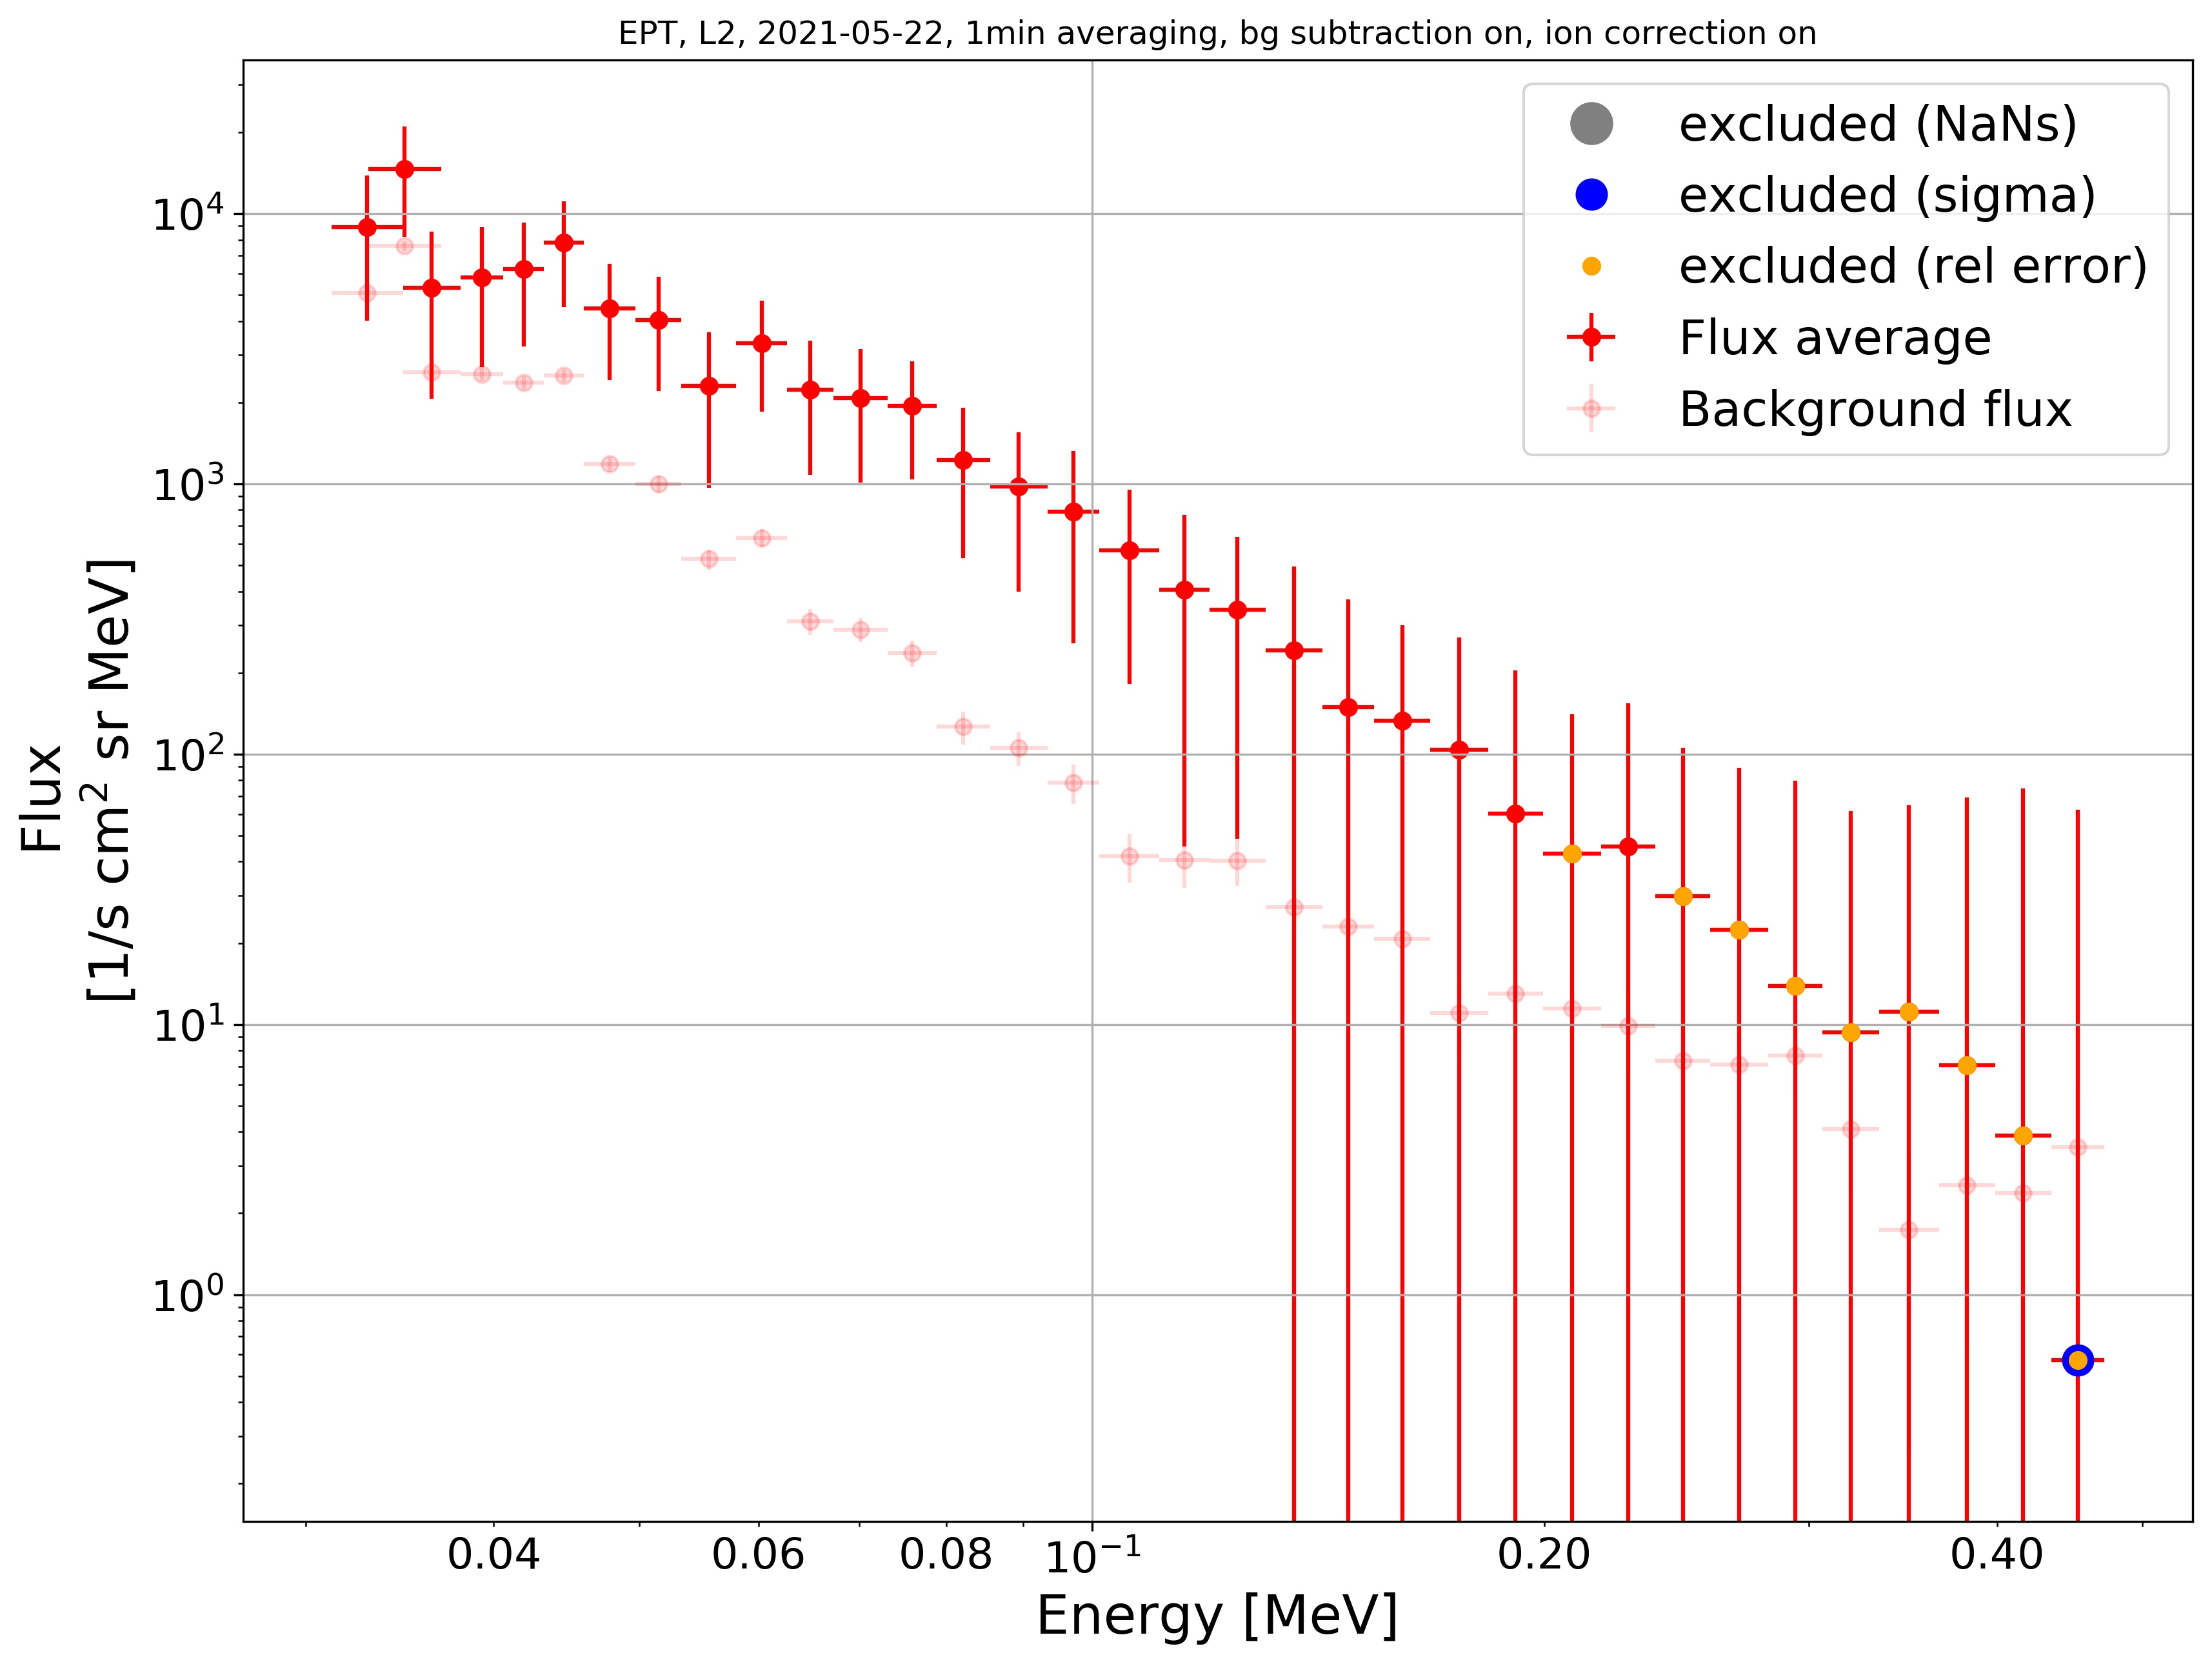 EPT, L2, 2021-05-22, 1min averaging, bg subtraction on, ion correction on
excluded (NaNs)
excluded (sigma)
excluded (rel error)
Flux average
Background flux
Flux
[1/s cm² sr MeV]
10⁴
10³
10²
10¹
10⁰
0.04 0.06 0.08 10⁻¹ 0.20 0.40
Energy [MeV]